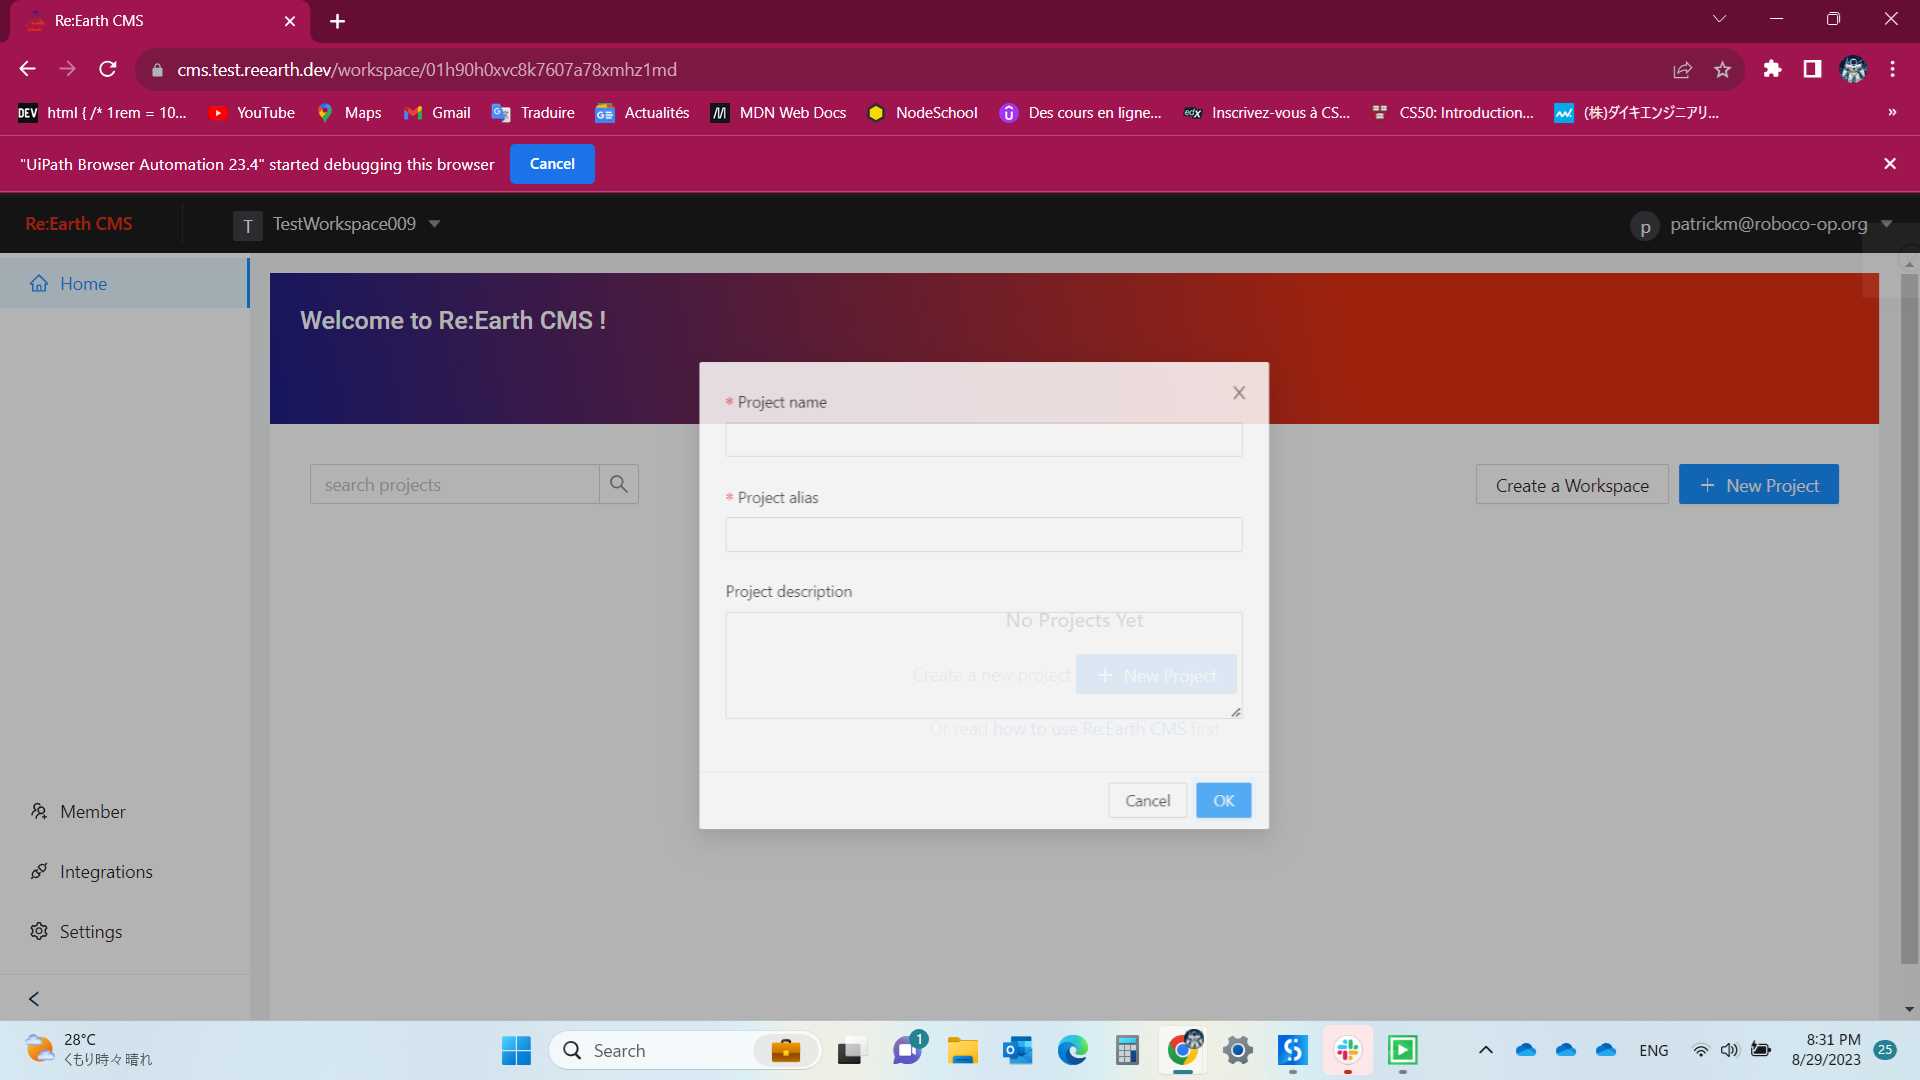 Re:Earth CMS
cms.test.reearth.dev/workspace/01h90h0xvc8k7607a78xmhz1md
DEV html { /* 1rem = 10... YouTube Maps Gmail Traduire Actualités MDN Web Docs NodeSchool Des cours en ligne... edX Inscrivez-vous à CS... CS50: Introduction... (株)ダイキエンジニアリ... »
"UiPath Browser Automation 23.4" started debugging this browser Cancel
Re:Earth CMS T TestWorkspace009 p patrickm@roboco-op.org
Home
Welcome to Re:Earth CMS !
* Project name
search projects
Create a Workspace
+ New Project
* Project alias
Project description
No Projects Yet
Create a new project + New Project
Or read how to use Re:Earth CMS first
Cancel OK
Member
Integrations
Settings
28°C
くもり時々晴れ
Search
1
ENG
8:31 PM
8/29/2023
25